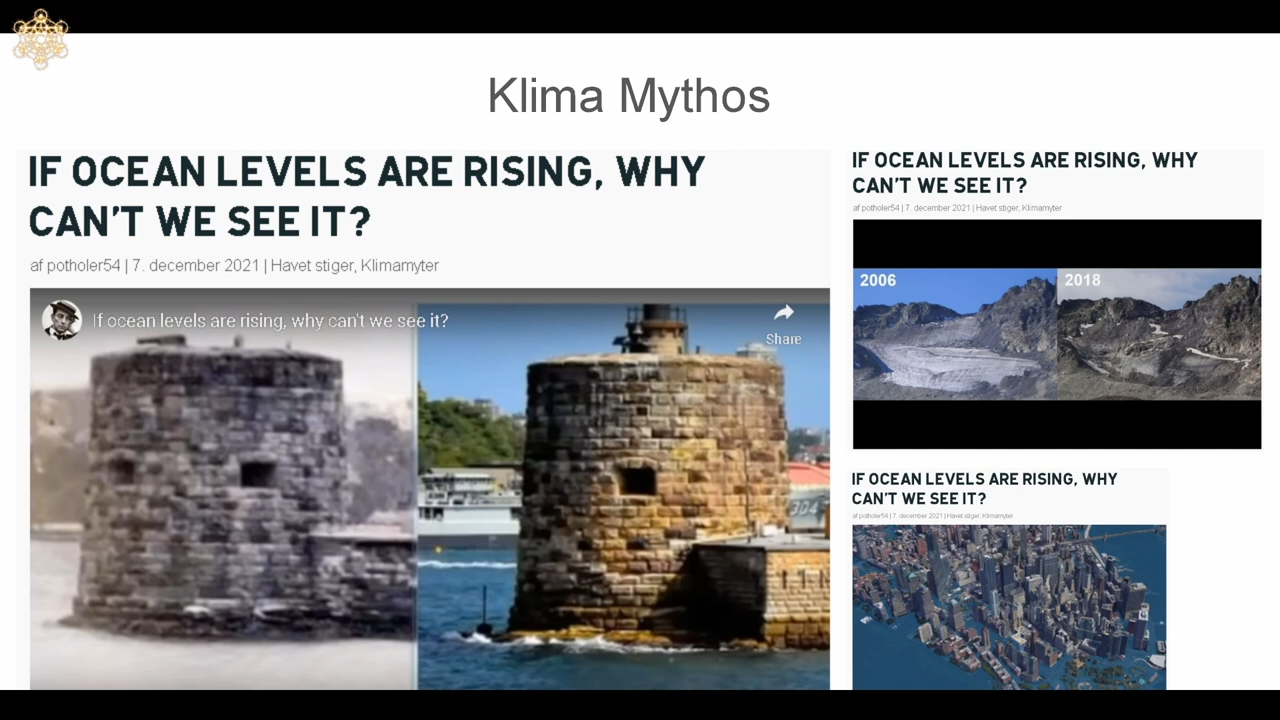 Klima Mythos
IF OCEAN LEVELS ARE RISING, WHY
CAN'T WE SEE IT?
af potholer54 | 7. december 2021 | Havet stiger, Klimamyter
If ocean levels are rising, why can't we see it?
Share
304
IF OCEAN LEVELS ARE RISING, WHY
CAN'T WE SEE IT?
af potholer54 | 7. december 2021 | Havet stiger, Klimamyter
2006
2018
IF OCEAN LEVELS ARE RISING, WHY
CAN'T WE SEE IT?
af potholer54 | 7. december 2021 | Havet stiger, Klimamyter